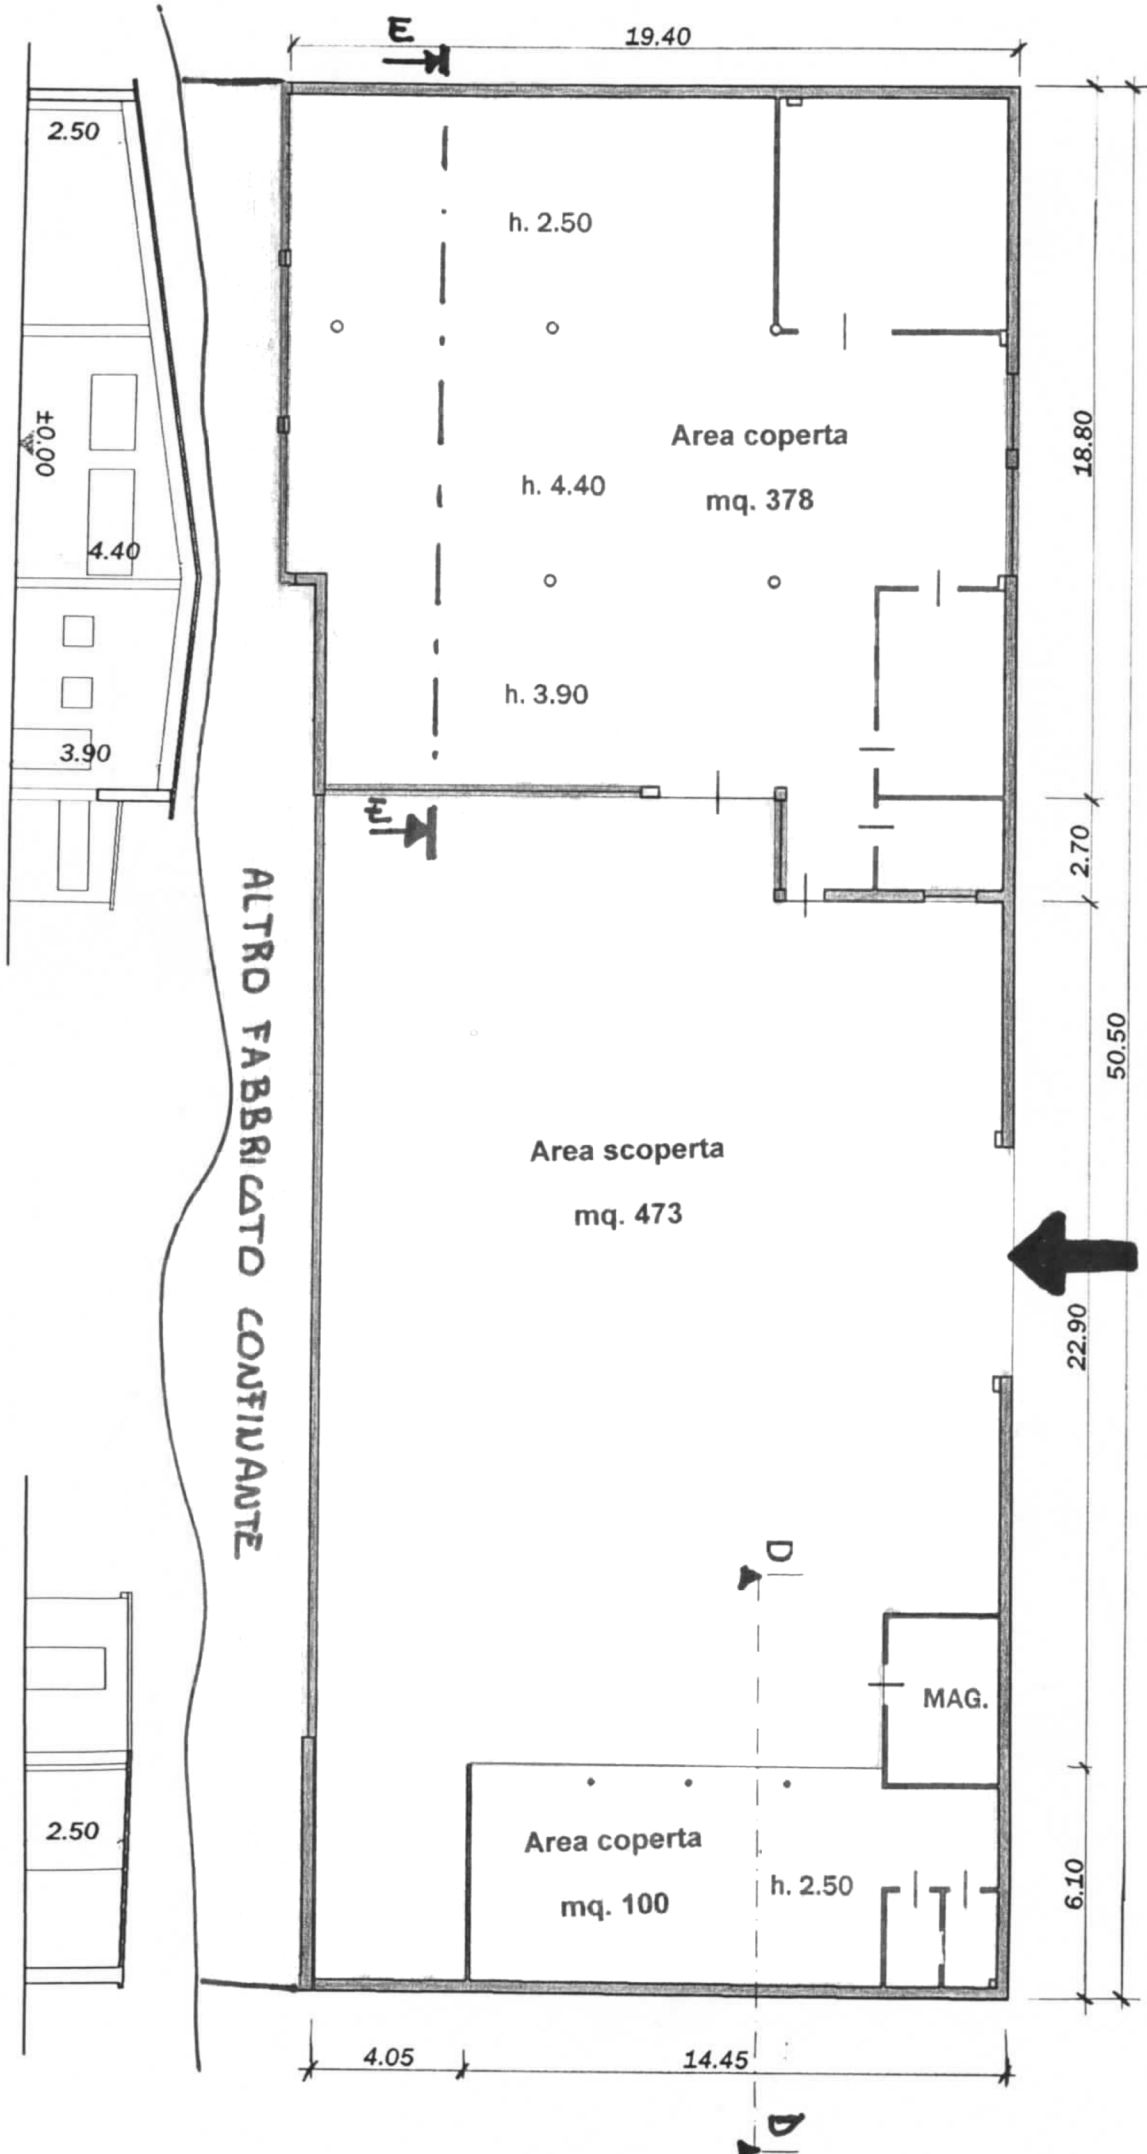 E
19.40
2.50
h. 2.50
±0.00
Area coperta
mq. 378
18.80
h. 4.40
4.40
h. 3.90
3.90
E
2.70
ALTRO FABBRICATO CONFINANTE
50.50
Area scoperta
mq. 473
22.90
D
MAG.
2.50
Area coperta
mq. 100
h. 2.50
6.10
4.05
14.45
D